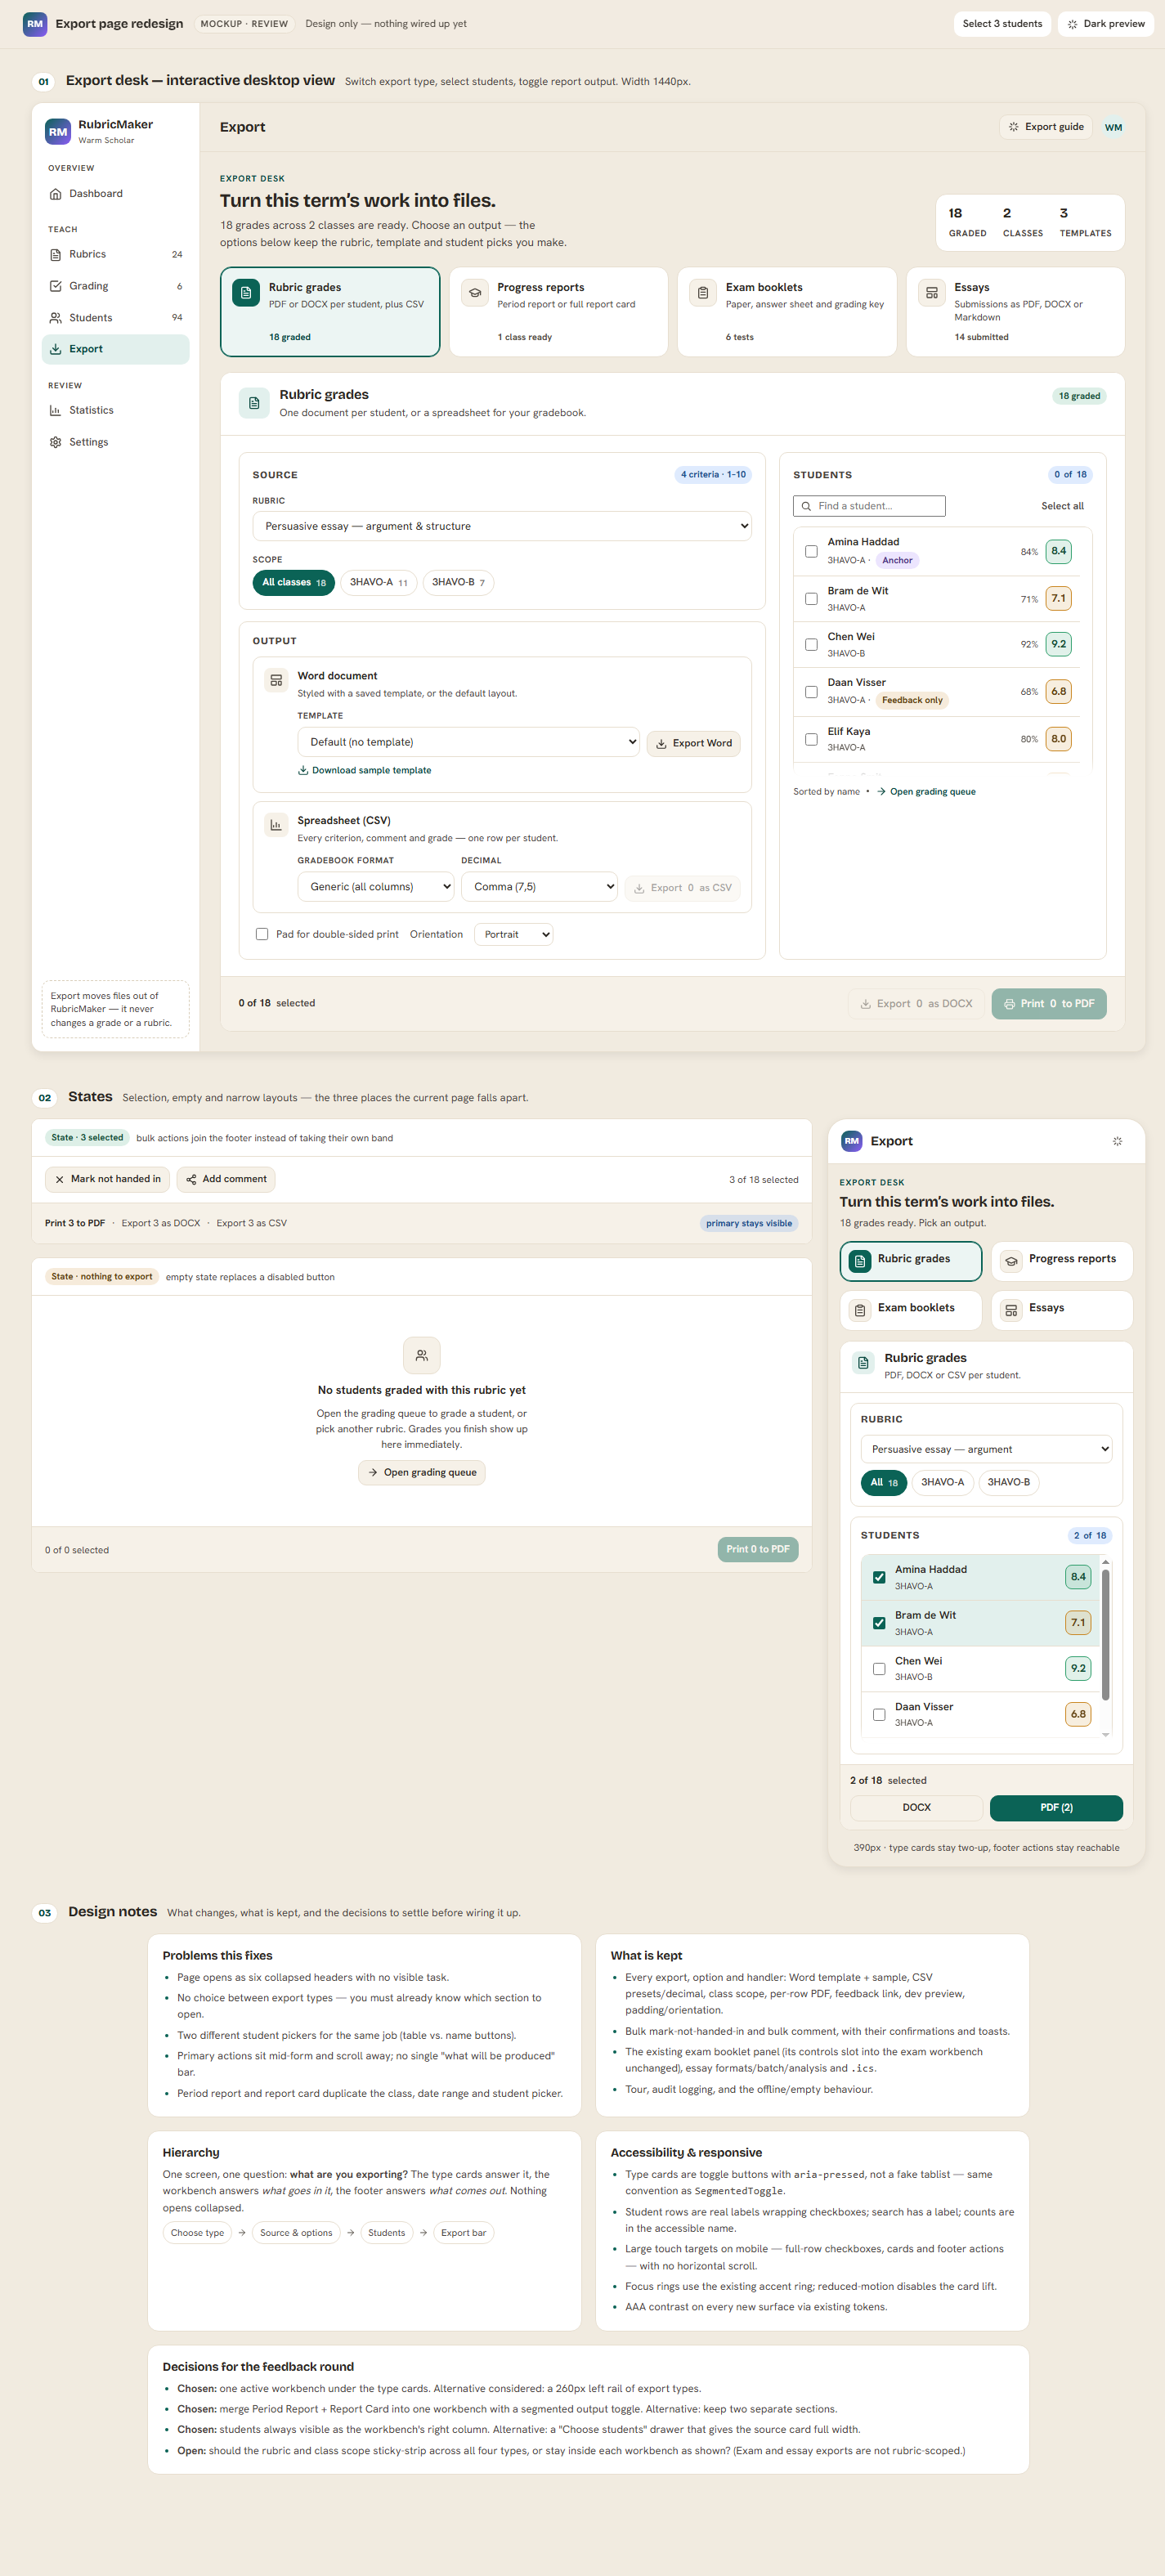 RM Export page redesign MOCKUP · REVIEW Design only — nothing wired up yet Select 3 students Dark preview
01 Export desk — interactive desktop view Switch export type, select students, toggle report output. Width 1440px.
RM RubricMaker
Warm Scholar
OVERVIEW
Dashboard
TEACH
Rubrics 24
Grading 6
Students 94
Export
REVIEW
Statistics
Settings
Export moves files out of
RubricMaker — it never
changes a grade or a rubric.
Export Export guide WM
EXPORT DESK
Turn this term's work into files.
18 grades across 2 classes are ready. Choose an output — the
options below keep the rubric, template and student picks you make.
18 2 3
GRADED CLASSES TEMPLATES
Rubric grades
PDF or DOCX per student, plus CSV
18 graded
Progress reports
Period report or full report card
1 class ready
Exam booklets
Paper, answer sheet and grading key
6 tests
Essays
Submissions as PDF, DOCX or
Markdown
14 submitted
Rubric grades
One document per student, or a spreadsheet for your gradebook.
18 graded
SOURCE 4 criteria · 1–10
RUBRIC
Persuasive essay — argument & structure
SCOPE
All classes 18 3HAVO-A 11 3HAVO-B 7
OUTPUT
Word document
Styled with a saved template, or the default layout.
TEMPLATE
Default (no template) Export Word
Download sample template
Spreadsheet (CSV)
Every criterion, comment and grade — one row per student.
GRADEBOOK FORMAT DECIMAL
Generic (all columns) Comma (7,5) Export 0 as CSV
Pad for double-sided print Orientation Portrait
STUDENTS 0 of 18
Find a student... Select all
Amina Haddad
3HAVO-A · Anchor
84% 8.4
Bram de Wit
3HAVO-A
71% 7.1
Chen Wei
3HAVO-B
92% 9.2
Daan Visser
3HAVO-A · Feedback only
68% 6.8
Elif Kaya
3HAVO-A
80% 8.0
Sorted by name • Open grading queue
0 of 18 selected Export 0 as DOCX Print 0 to PDF
02 States Selection, empty and narrow layouts — the three places the current page falls apart.
State · 3 selected bulk actions join the footer instead of taking their own band
Mark not handed in Add comment 3 of 18 selected
Print 3 to PDF · Export 3 as DOCX · Export 3 as CSV primary stays visible
State · nothing to export empty state replaces a disabled button
No students graded with this rubric yet
Open the grading queue to grade a student, or
pick another rubric. Grades you finish show up
here immediately.
Open grading queue
0 of 0 selected Print 0 to PDF
RM Export
EXPORT DESK
Turn this term's work into files.
18 grades ready. Pick an output.
Rubric grades Progress reports
Exam booklets Essays
Rubric grades
PDF, DOCX or CSV per student.
RUBRIC
Persuasive essay — argument
All 18 3HAVO-A 3HAVO-B
STUDENTS 2 of 18
Amina Haddad
3HAVO-A
8.4
Bram de Wit
3HAVO-A
7.1
Chen Wei
3HAVO-B
9.2
Daan Visser
3HAVO-A
6.8
2 of 18 selected
DOCX PDF (2)
390px · type cards stay two-up, footer actions stay reachable
03 Design notes What changes, what is kept, and the decisions to settle before wiring it up.
Problems this fixes
• Page opens as six collapsed headers with no visible task.
• No choice between export types — you must already know which section to
open.
• Two different student pickers for the same job (table vs. name buttons).
• Primary actions sit mid-form and scroll away; no single "what will be produced"
bar.
• Period report and report card duplicate the class, date range and student picker.
What is kept
• Every export, option and handler: Word template + sample, CSV
presets/decimal, class scope, per-row PDF, feedback link, dev preview,
padding/orientation.
• Bulk mark-not-handed-in and bulk comment, with their confirmations and toasts.
• The existing exam booklet panel (its controls slot into the exam workbench
unchanged), essay formats/batch/analysis and .ics.
• Tour, audit logging, and the offline/empty behaviour.
Hierarchy
One screen, one question: what are you exporting? The type cards answer it, the
workbench answers what goes in it, the footer answers what comes out. Nothing
opens collapsed.
Choose type → Source & options → Students → Export bar
Accessibility & responsive
• Type cards are toggle buttons with aria-pressed, not a fake tablist — same
convention as SegmentedToggle.
• Student rows are real labels wrapping checkboxes; search has a label; counts are
in the accessible name.
• Large touch targets on mobile — full-row checkboxes, cards and footer actions
— with no horizontal scroll.
• Focus rings use the existing accent ring; reduced-motion disables the card lift.
• AAA contrast on every new surface via existing tokens.
Decisions for the feedback round
• Chosen: one active workbench under the type cards. Alternative considered: a 260px left rail of export types.
• Chosen: merge Period Report + Report Card into one workbench with a segmented output toggle. Alternative: keep two separate sections.
• Chosen: students always visible as the workbench's right column. Alternative: a "Choose students" drawer that gives the source card full width.
• Open: should the rubric and class scope sticky-strip across all four types, or stay inside each workbench as shown? (Exam and essay exports are not rubric-scoped.)